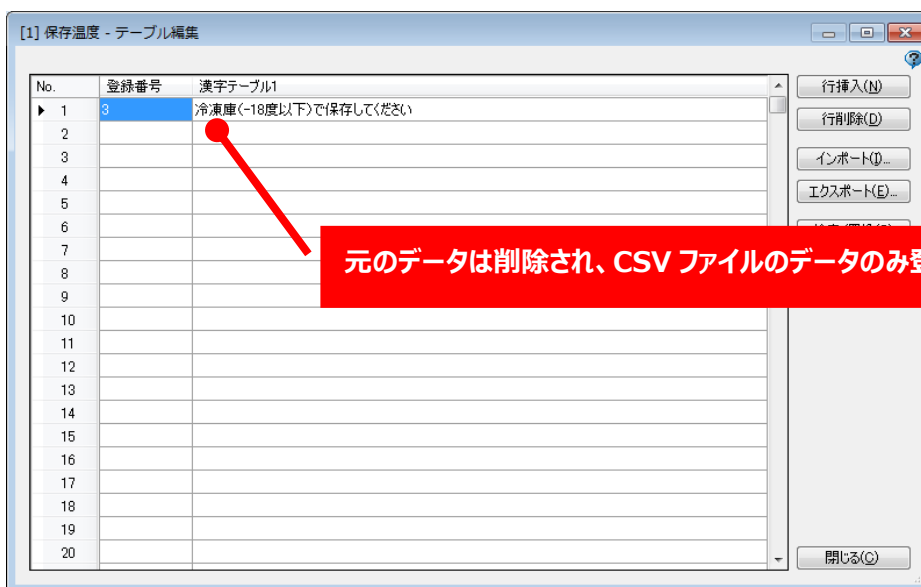 [1] 保存温度 - テーブル編集
No. 登録番号 漢字テーブル1
1 3 冷凍庫(-18度以下)で保存してください
2
3
4
5
6
7
8
9
10
11
12
13
14
15
16
17
18
19
20
行挿入(N)
行削除(D)
インポート(I)...
エクスポート(E)...
元のデータは削除され、CSV ファイルのデータのみ
閉じる(C)